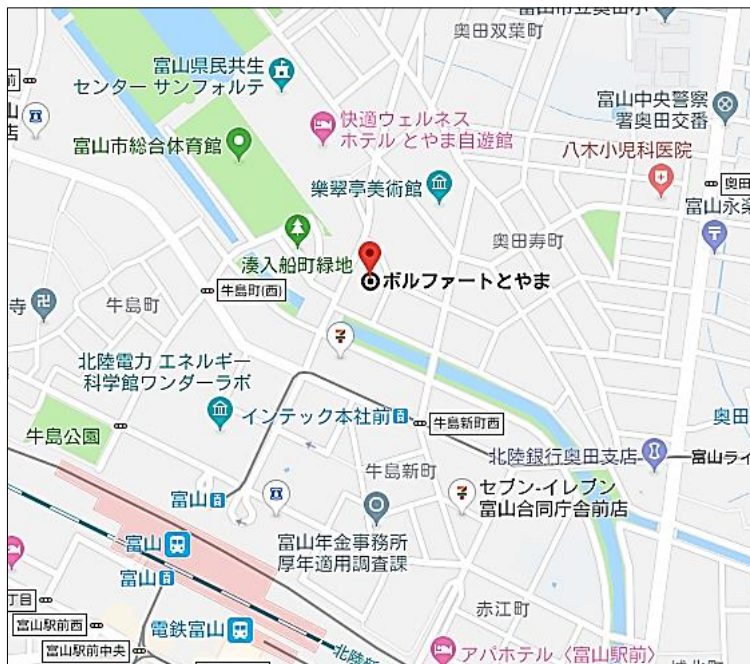 奥田双葉町
富山県民共生
センター サンフォルテ
富山中央警察
署奥田交番
快適ウェルネス
ホテル とやま自遊館
富山市総合体育館
八木小児科医院
樂翠亭美術館
奥田寿町
湊入船町緑地
ボルファートとやま
牛島町
牛島町(西)
寺
北陸電力 エネルギー
科学館ワンダーラボ
インテック本社前
牛島新町西
牛島公園
北陸銀行奥田支店
牛島新町
セブン-イレブン
富山合同庁舎前店
富山
富山年金事務所
厚年適用調査課
富山
富山
丁目
赤江町
富山駅前西
電鉄富山
富山駅前中央
アパホテル〈富山駅前〉